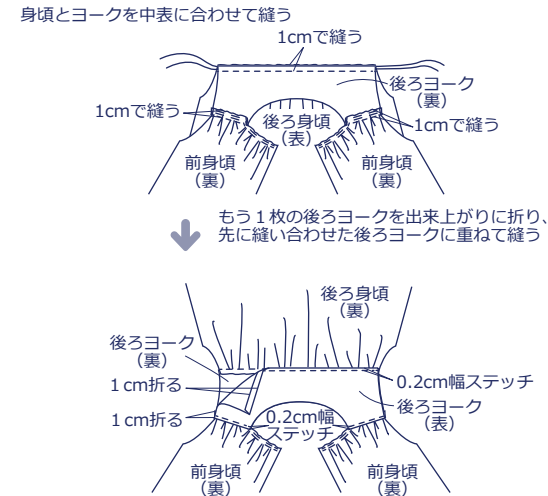 身頃とヨークを中表に合わせて縫う
1cmで縫う
後ろヨーク
（裏）
1cmで縫う
後ろ身頃
（表）
1cmで縫う
前身頃
（裏）
前身頃
（裏）
もう１枚の後ろヨークを出来上がりに折り、
先に縫い合わせた後ろヨークに重ねて縫う
後ろ身頃
（裏）
後ろヨーク
（裏）
1cm折る
0.2cm幅ステッチ
1cm折る
0.2cm幅
ステッチ
後ろヨーク
（表）
前身頃
（裏）
前身頃
（裏）